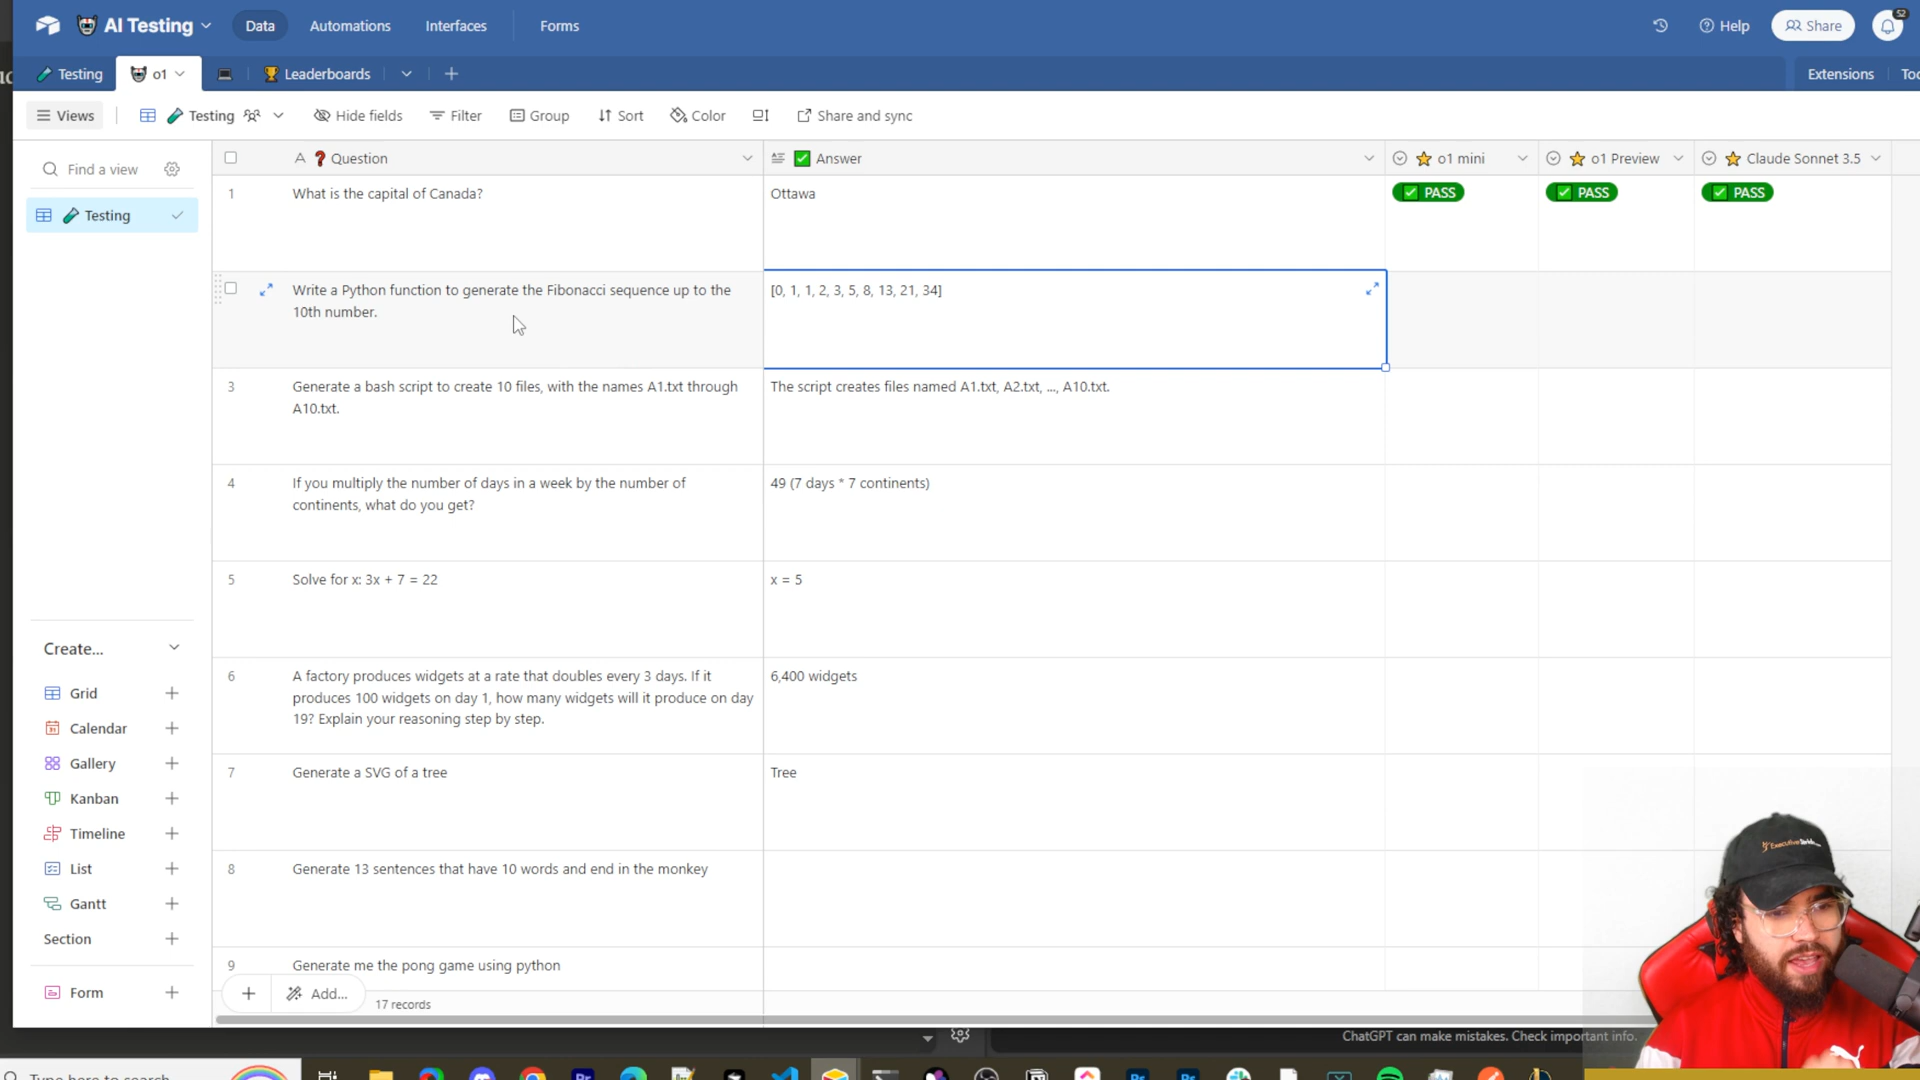 AI Testing
Data
Automations
Interfaces
Forms
Help
Share
52
Testing
o1
Leaderboards
Extensions
Views
Testing
Hide fields
Filter
Group
Sort
Color
Share and sync
Find a view
Testing
Question
Answer
o1 mini
o1 Preview
Claude Sonnet 3.5
1
What is the capital of Canada?
Ottawa
PASS
PASS
PASS
Write a Python function to generate the Fibonacci sequence up to the
10th number.
[0, 1, 1, 2, 3, 5, 8, 13, 21, 34]
3
Generate a bash script to create 10 files, with the names A1.txt through
A10.txt.
The script creates files named A1.txt, A2.txt, ..., A10.txt.
4
If you multiply the number of days in a week by the number of
continents, what do you get?
49 (7 days * 7 continents)
5
Solve for x: 3x + 7 = 22
x = 5
6
A factory produces widgets at a rate that doubles every 3 days. If it
produces 100 widgets on day 1, how many widgets will it produce on day
19? Explain your reasoning step by step.
6,400 widgets
7
Generate a SVG of a tree
Tree
8
Generate 13 sentences that have 10 words and end in the monkey
9
Generate me the pong game using python
Create...
Grid
Calendar
Gallery
Kanban
Timeline
List
Gantt
Section
Form
Add...
17 records
ChatGPT can make mistakes. Check important info.
Type here to search